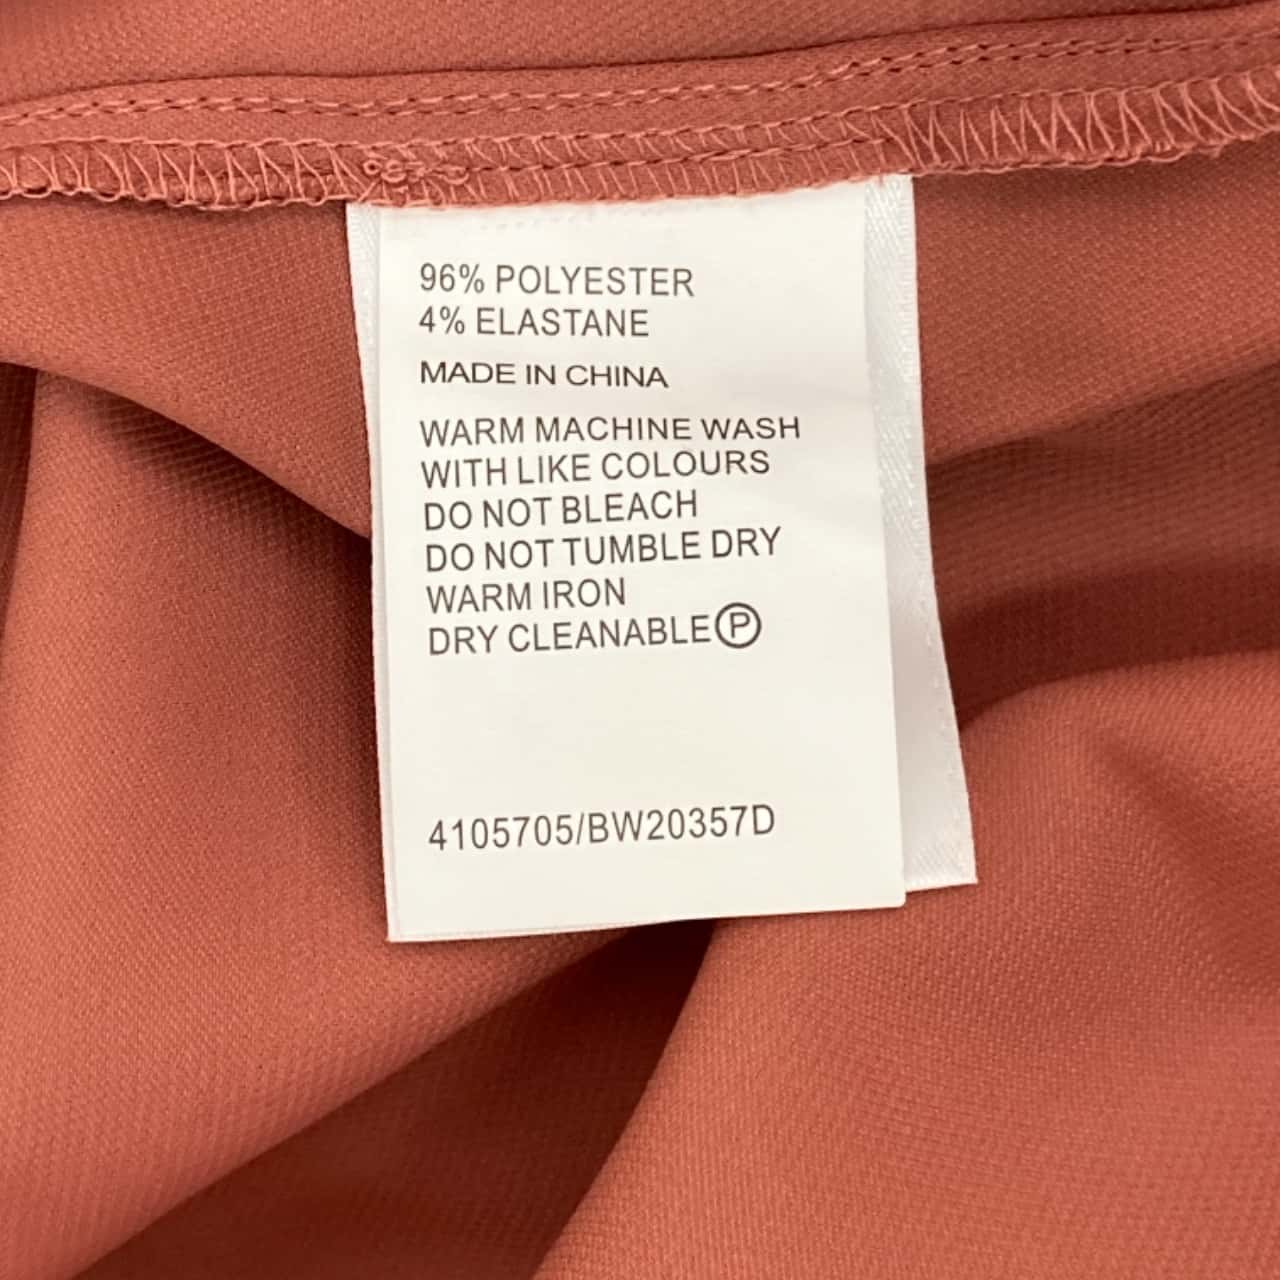 96% POLYESTER
4% ELASTANE
MADE IN CHINA
WARM MACHINE WASH
WITH LIKE COLOURS
DO NOT BLEACH
DO NOT TUMBLE DRY
WARM IRON
DRY CLEANABLE Ⓟ
4105705/BW20357D